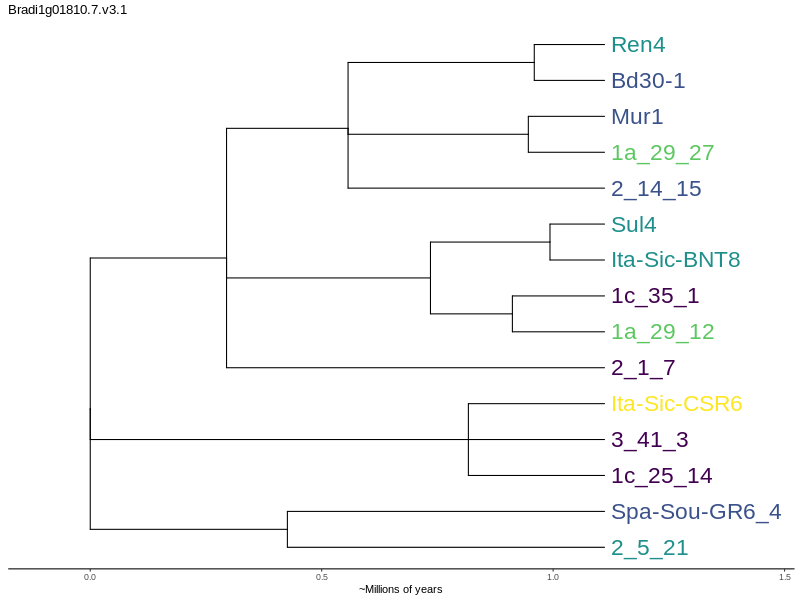 Bradi1g01810.7.v3.1
Ren4
Bd30-1
Mur1
1a_29_27
2_14_15
Sul4
Ita-Sic-BNT8
1c_35_1
1a_29_12
2_1_7
Ita-Sic-CSR6
3_41_3
1c_25_14
Spa-Sou-GR6_4
2_5_21
0.0 0.5 1.0 1.5
~Millions of years